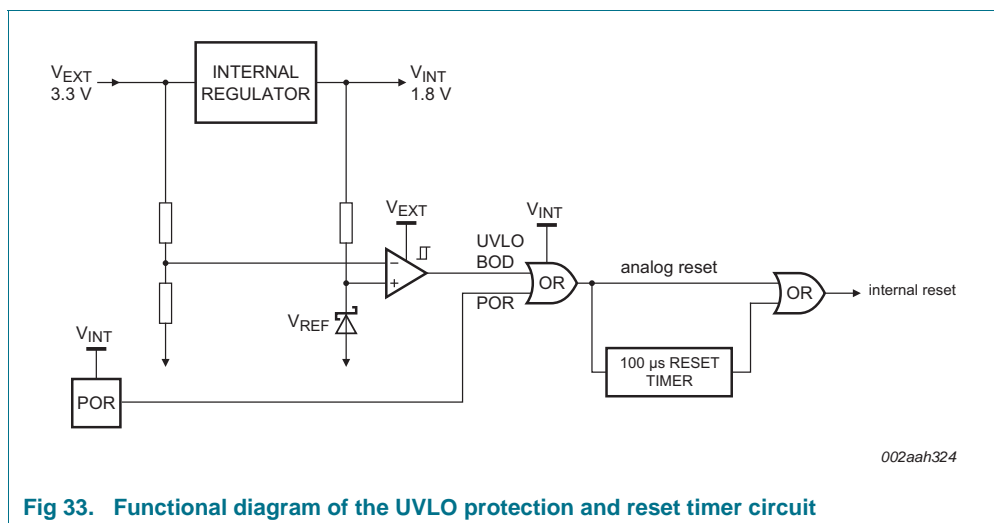 VEXT
3.3 V
INTERNAL
REGULATOR
VINT
1.8 V
VEXT
VINT
UVLO
BOD
−
+
OR
analog reset
OR
internal reset
POR
VREF
VINT
POR
100 μs RESET
TIMER
002aah324
Fig 33. Functional diagram of the UVLO protection and reset timer circuit